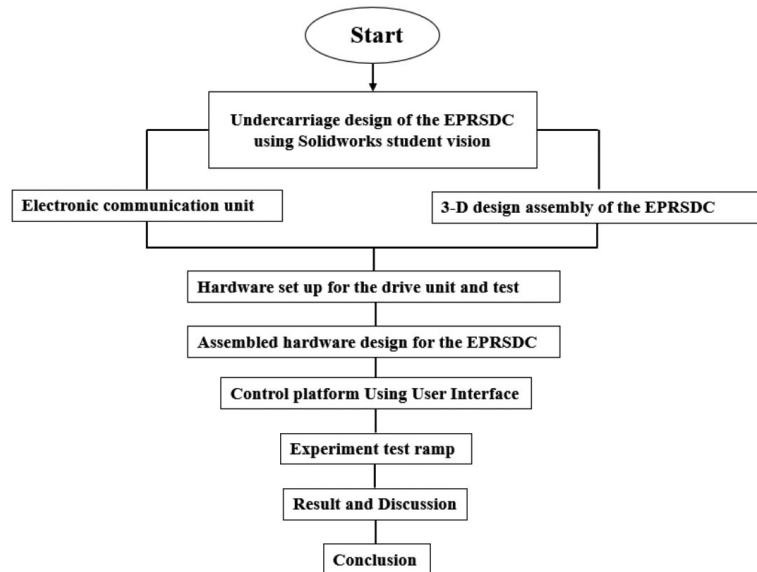 Start
Undercarriage design of the EPRSDC
using Solidworks student vision
Electronic communication unit
3-D design assembly of the EPRSDC
Hardware set up for the drive unit and test
Assembled hardware design for the EPRSDC
Control platform Using User Interface
Experiment test ramp
Result and Discussion
Conclusion